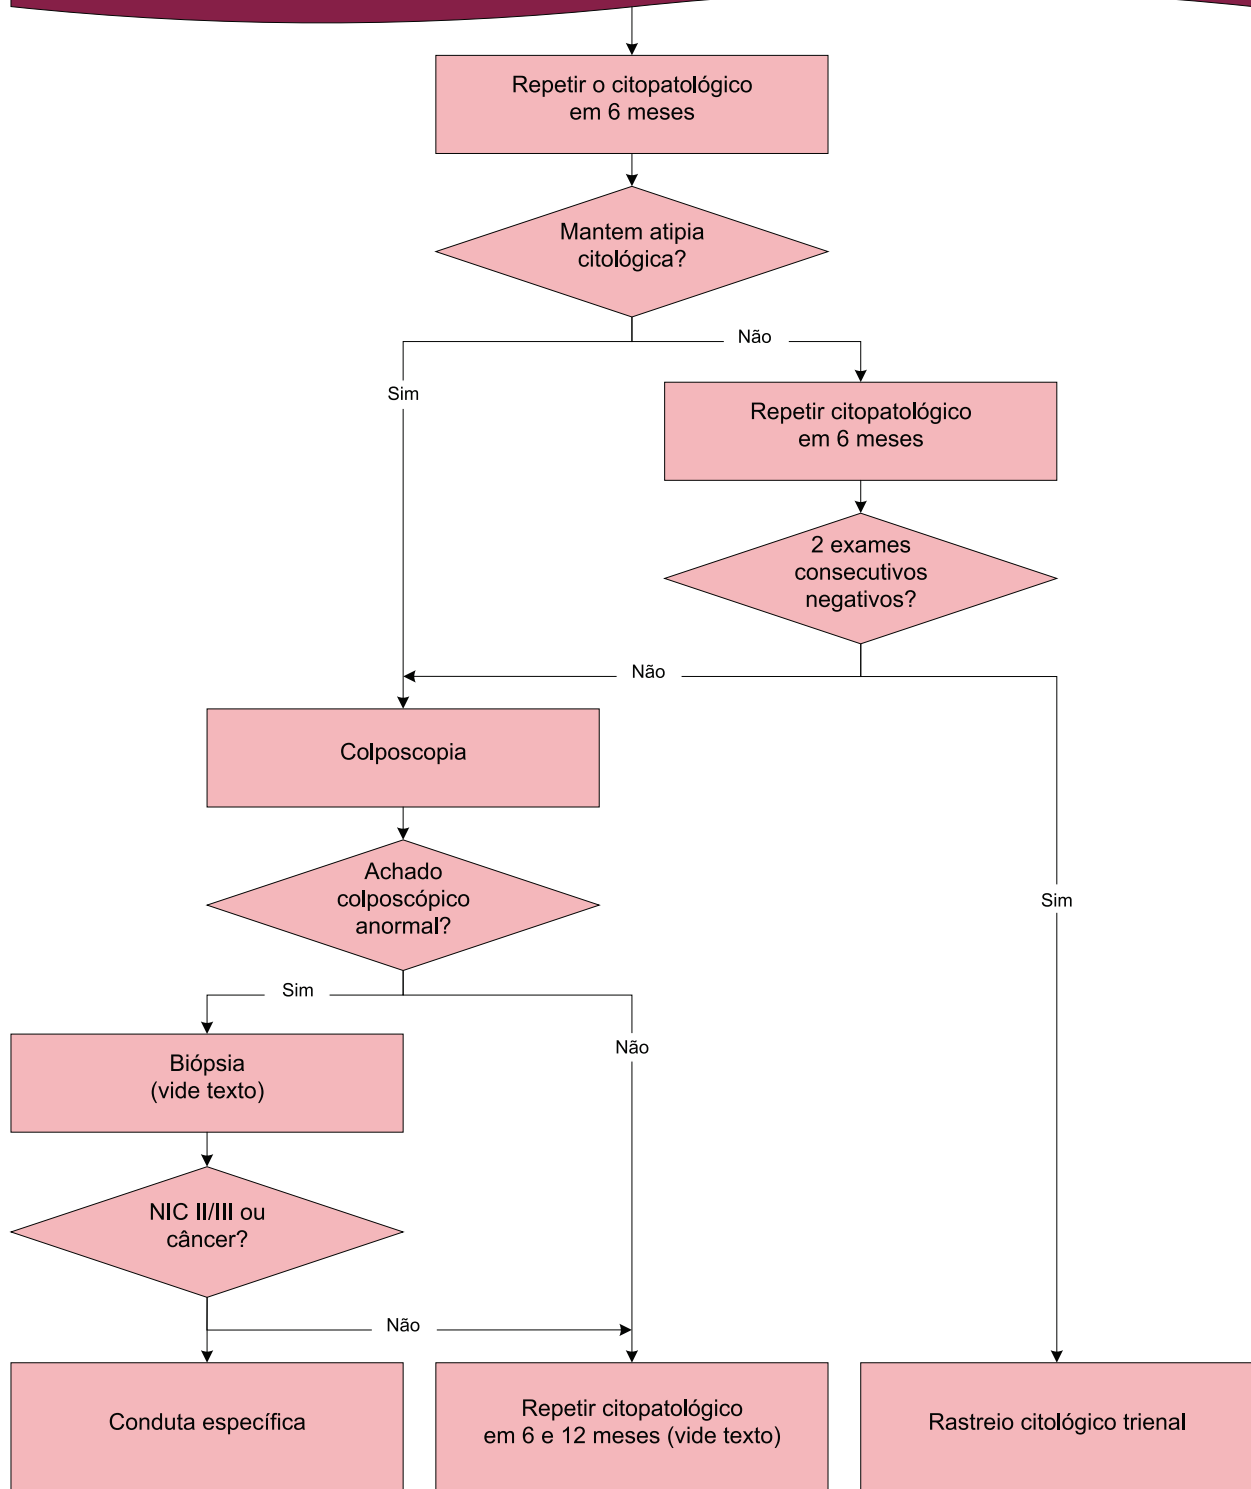 Repetir o citopatológico
em 6 meses
Mantem atipia
citológica?
Não
Sim
Repetir citopatológico
em 6 meses
2 exames
consecutivos
negativos?
Não
Colposcopia
Achado
colposcópico
anormal?
Sim
Sim
Não
Biópsia
(vide texto)
NIC II/III ou
câncer?
Não
Conduta específica
Repetir citopatológico
em 6 e 12 meses (vide texto)
Rastreio citológico trienal